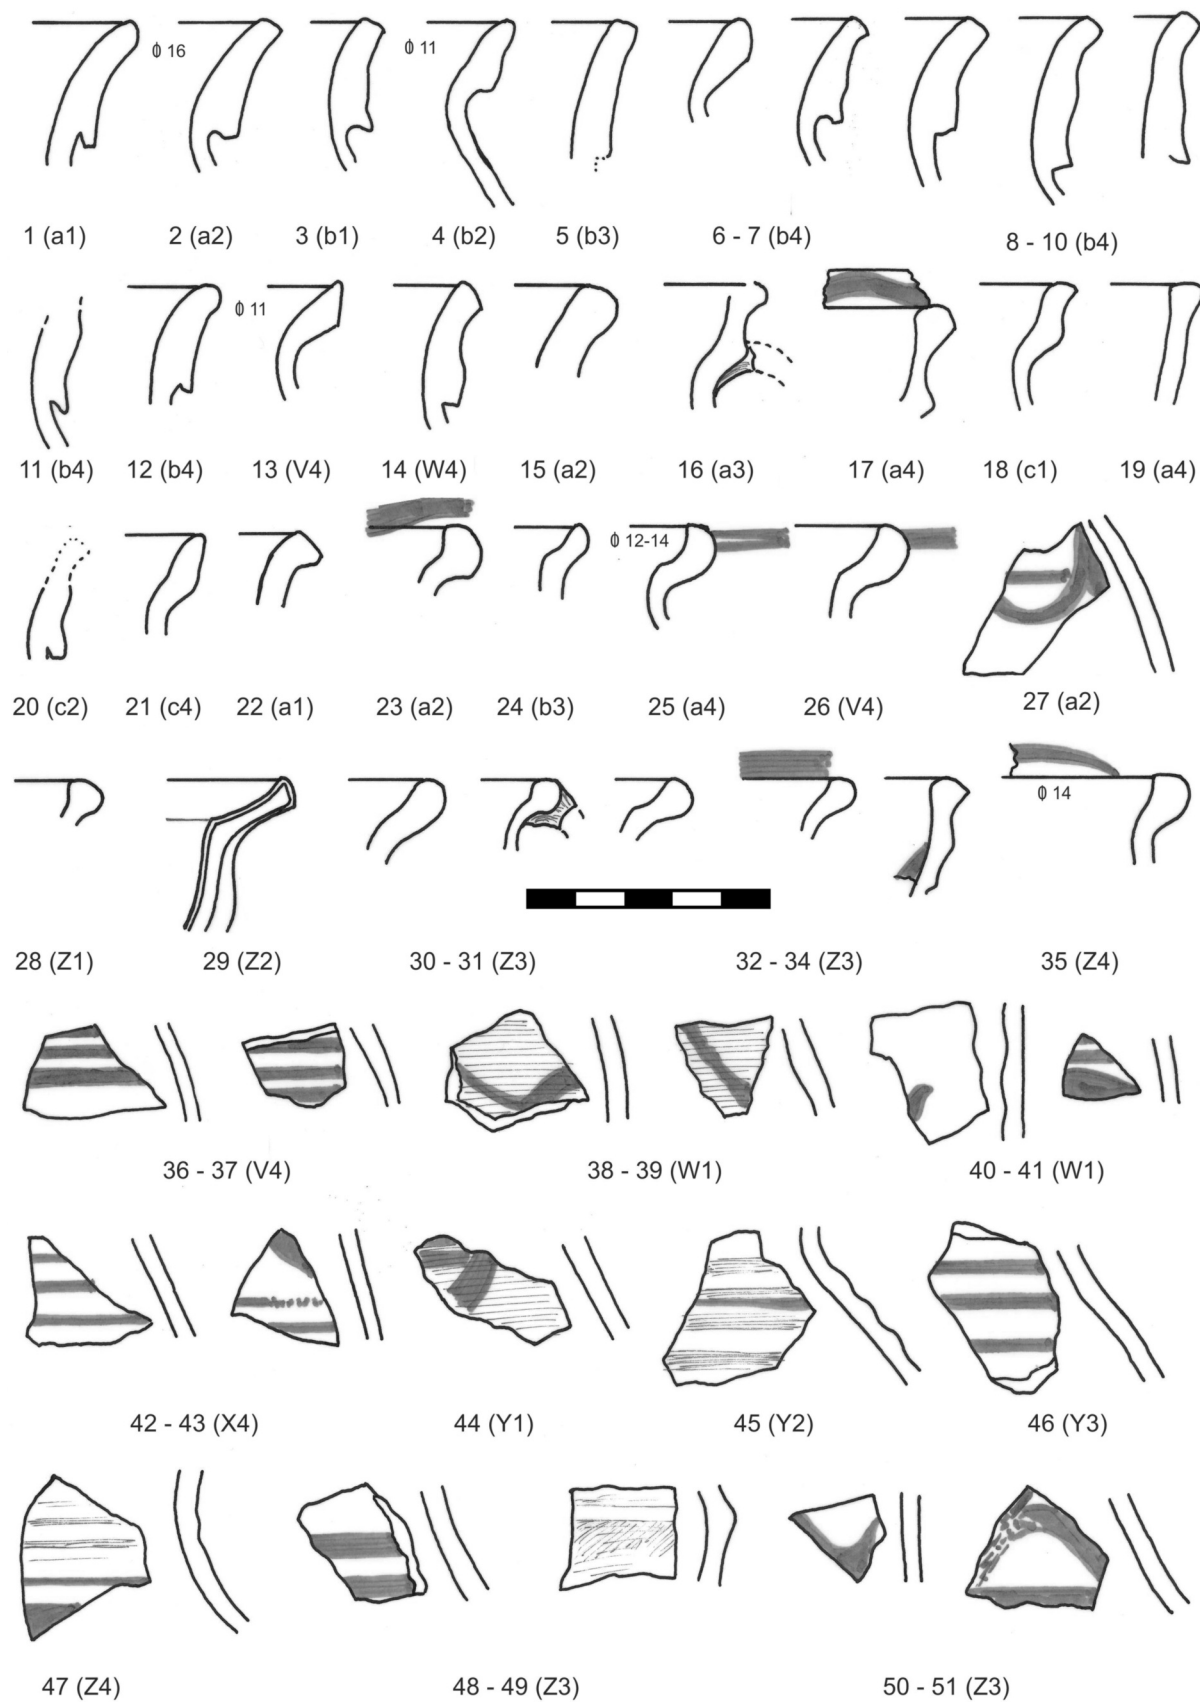 Φ 16 Φ 11
1 (a1) 2 (a2) 3 (b1) 4 (b2) 5 (b3) 6 - 7 (b4) 8 - 10 (b4)
Φ 11
11 (b4) 12 (b4) 13 (V4) 14 (W4) 15 (a2) 16 (a3) 17 (a4) 18 (c1) 19 (a4)
Φ 12-14
20 (c2) 21 (c4) 22 (a1) 23 (a2) 24 (b3) 25 (a4) 26 (V4) 27 (a2)
Φ 14
28 (Z1) 29 (Z2) 30 - 31 (Z3) 32 - 34 (Z3) 35 (Z4)
36 - 37 (V4) 38 - 39 (W1) 40 - 41 (W1)
42 - 43 (X4) 44 (Y1) 45 (Y2) 46 (Y3)
47 (Z4) 48 - 49 (Z3) 50 - 51 (Z3)